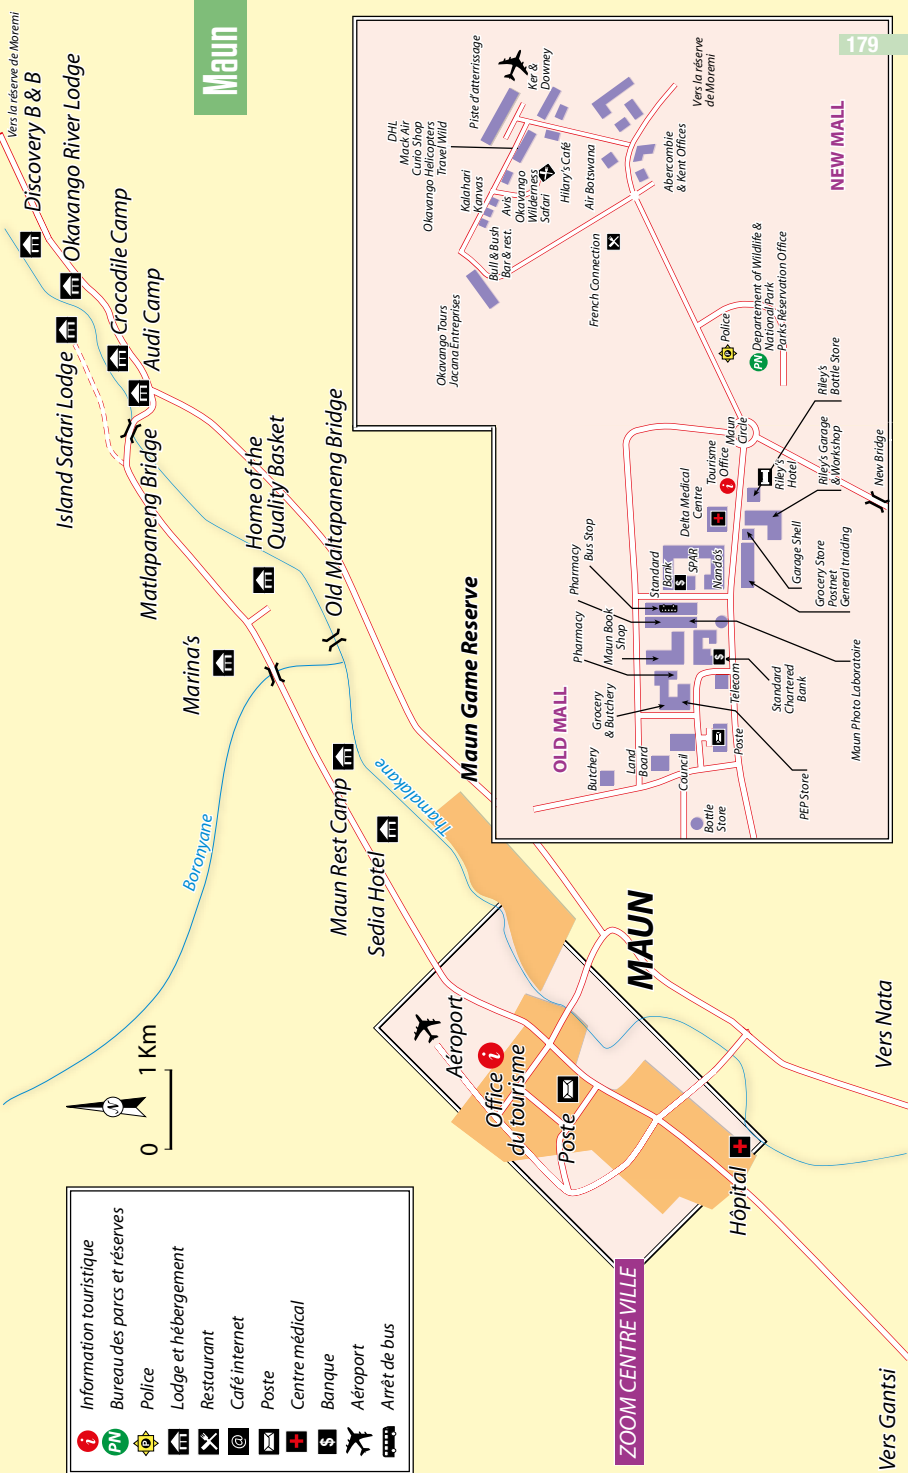 Maun
179
Vers la réserve de Moremi
Discovery B & B
Okavango River Lodge
Island Safari Lodge
Crocodile Camp
Audi Camp
Matlapaneng Bridge
Home of the
Quality Basket
Old Maltapaneng Bridge
Marina's
Boronyane
Maun Rest Camp
Sedia Hotel
Thamalakane
Maun Game Reserve
MAUN
Aéroport
Office
du tourisme
Poste
Hôpital
Vers Nata
Vers Gantsi
ZOOM CENTRE VILLE
N
0
1 Km
i
Information touristique
PN
Bureau des parcs et réserves
Police
Lodge et hébergement
Restaurant
@
Café internet
Poste
Centre médical
$
Banque
Aéroport
Arrêt de bus
NEW MALL
Piste d'atterrissage
Ker &
Downey
DHL
Mack Air
Curio Shop
Okavango Helicopters
Travel Wild
Kalahari
Kanvas
Avis
Okavango
Wilderness
Safari
Hilary's Café
Air Botswana
Abercombie
& Kent Offices
Vers la réserve
de Moremi
Bull & Bush
Bar & rest.
Okavango Tours
Jacana Entreprises
French Connection
Police
PN
Departement of Wildlife &
National Park
Parks Réservation Office
Maun
Circle
Tourisme
Office
i
Riley's
Hotel
Riley's
Bottle Store
Riley's Garage
& Workshop
New Bridge
Delta Medical
Centre
Garage Shell
Grocery Store
Postnet
General traiding
Standard
Bank
$
SPAR
Nando's
Bus Stop
Pharmacy
Pharmacy
Maun Book
Shop
OLD MALL
Grocery
& Butchery
Butchery
Land
Board
Council
Poste
Telecom
$
Standard
Chartered
Bank
Maun Photo Laboratoire
PEP Store
Bottle
Store